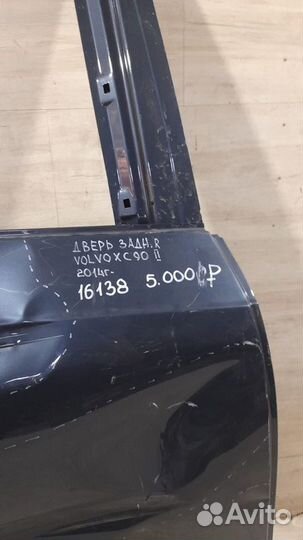 ДВЕРЬ ЗАДН.R
VOLVO XC90 II
2014г-
16138 5.000₽
Avito